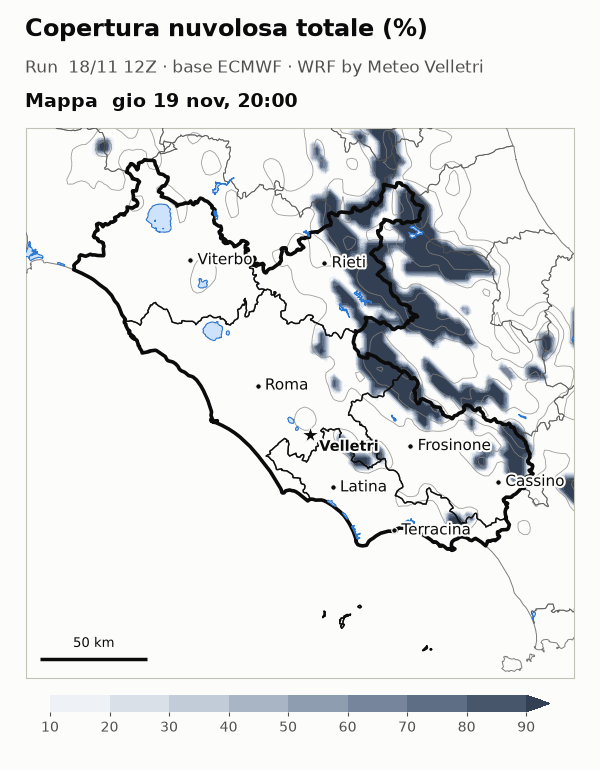 Copertura nuvolosa totale (%)
Run 18/11 12Z · base ECMWF · WRF by Meteo Velletri
Mappa gio 19 nov, 20:00
Viterbo
Rieti
Roma
Velletri
Frosinone
Latina
Cassino
Terracina
50 km
10 20 30 40 50 60 70 80 90